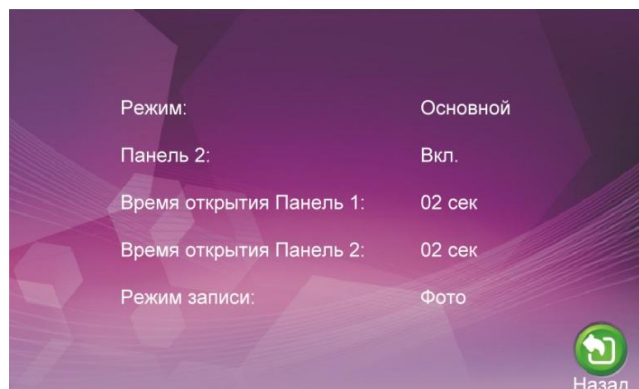 Режим: Основной
Панель 2: Вкл.
Время открытия Панель 1: 02 сек
Время открытия Панель 2: 02 сек
Режим записи: Фото
Назад